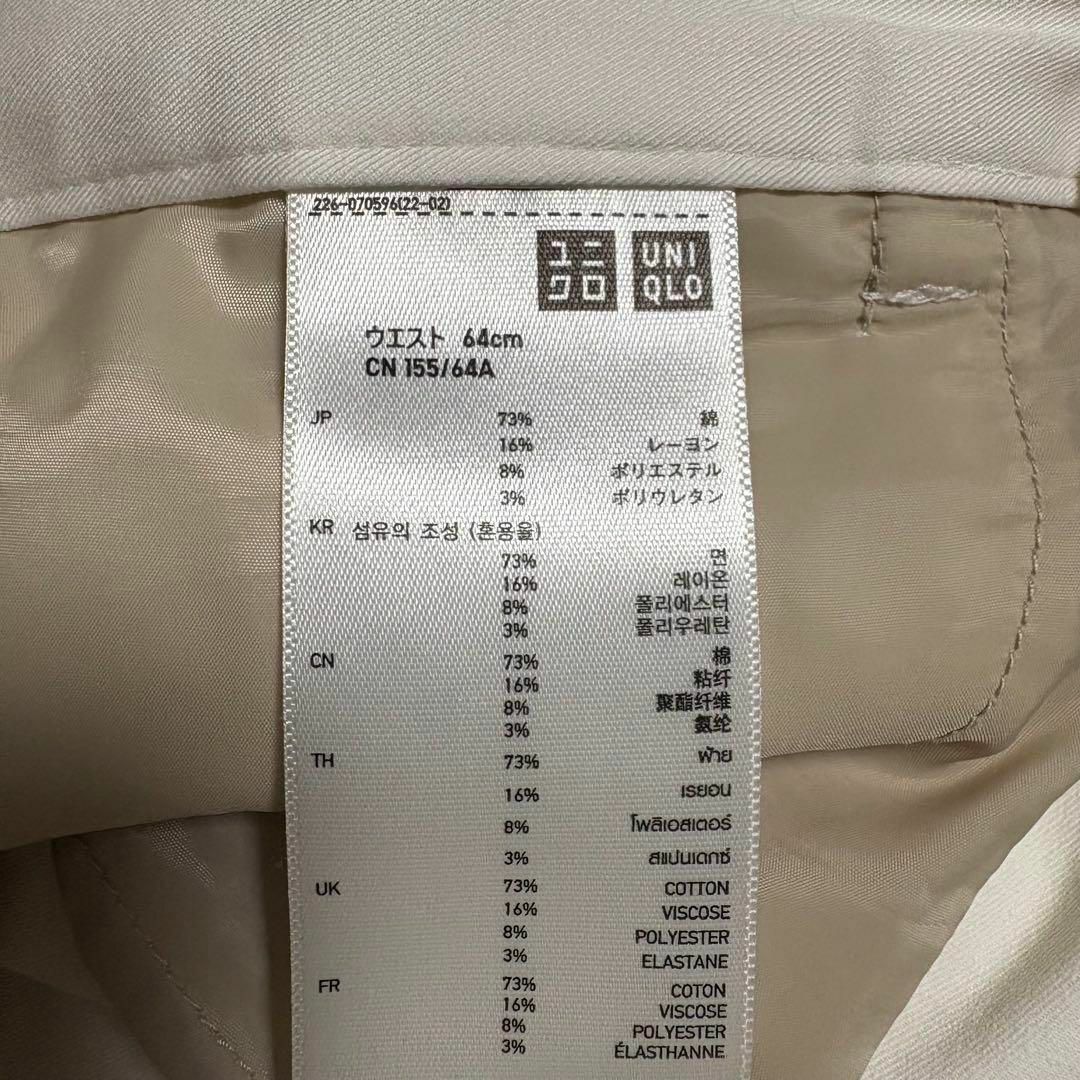 226-070596(22-02)
ユニクロ UNIQLO
ウエスト 64cm
CN 155/64A
JP 73% 綿
16% レーヨン
8% ポリエステル
3% ポリウレタン
KR 섬유의 조성 (혼용율)
73% 면
16% 레이온
8% 폴리에스터
3% 폴리우레탄
CN 73% 棉
16% 粘纤
8% 聚酯纤维
3% 氨纶
TH 73% ฝ้าย
16% เรยอน
8% โพลิเอสเตอร์
3% สแปนเดกซ์
UK 73% COTTON
16% VISCOSE
8% POLYESTER
3% ELASTANE
FR 73% COTON
16% VISCOSE
8% POLYESTER
3% ÉLASTHANNE